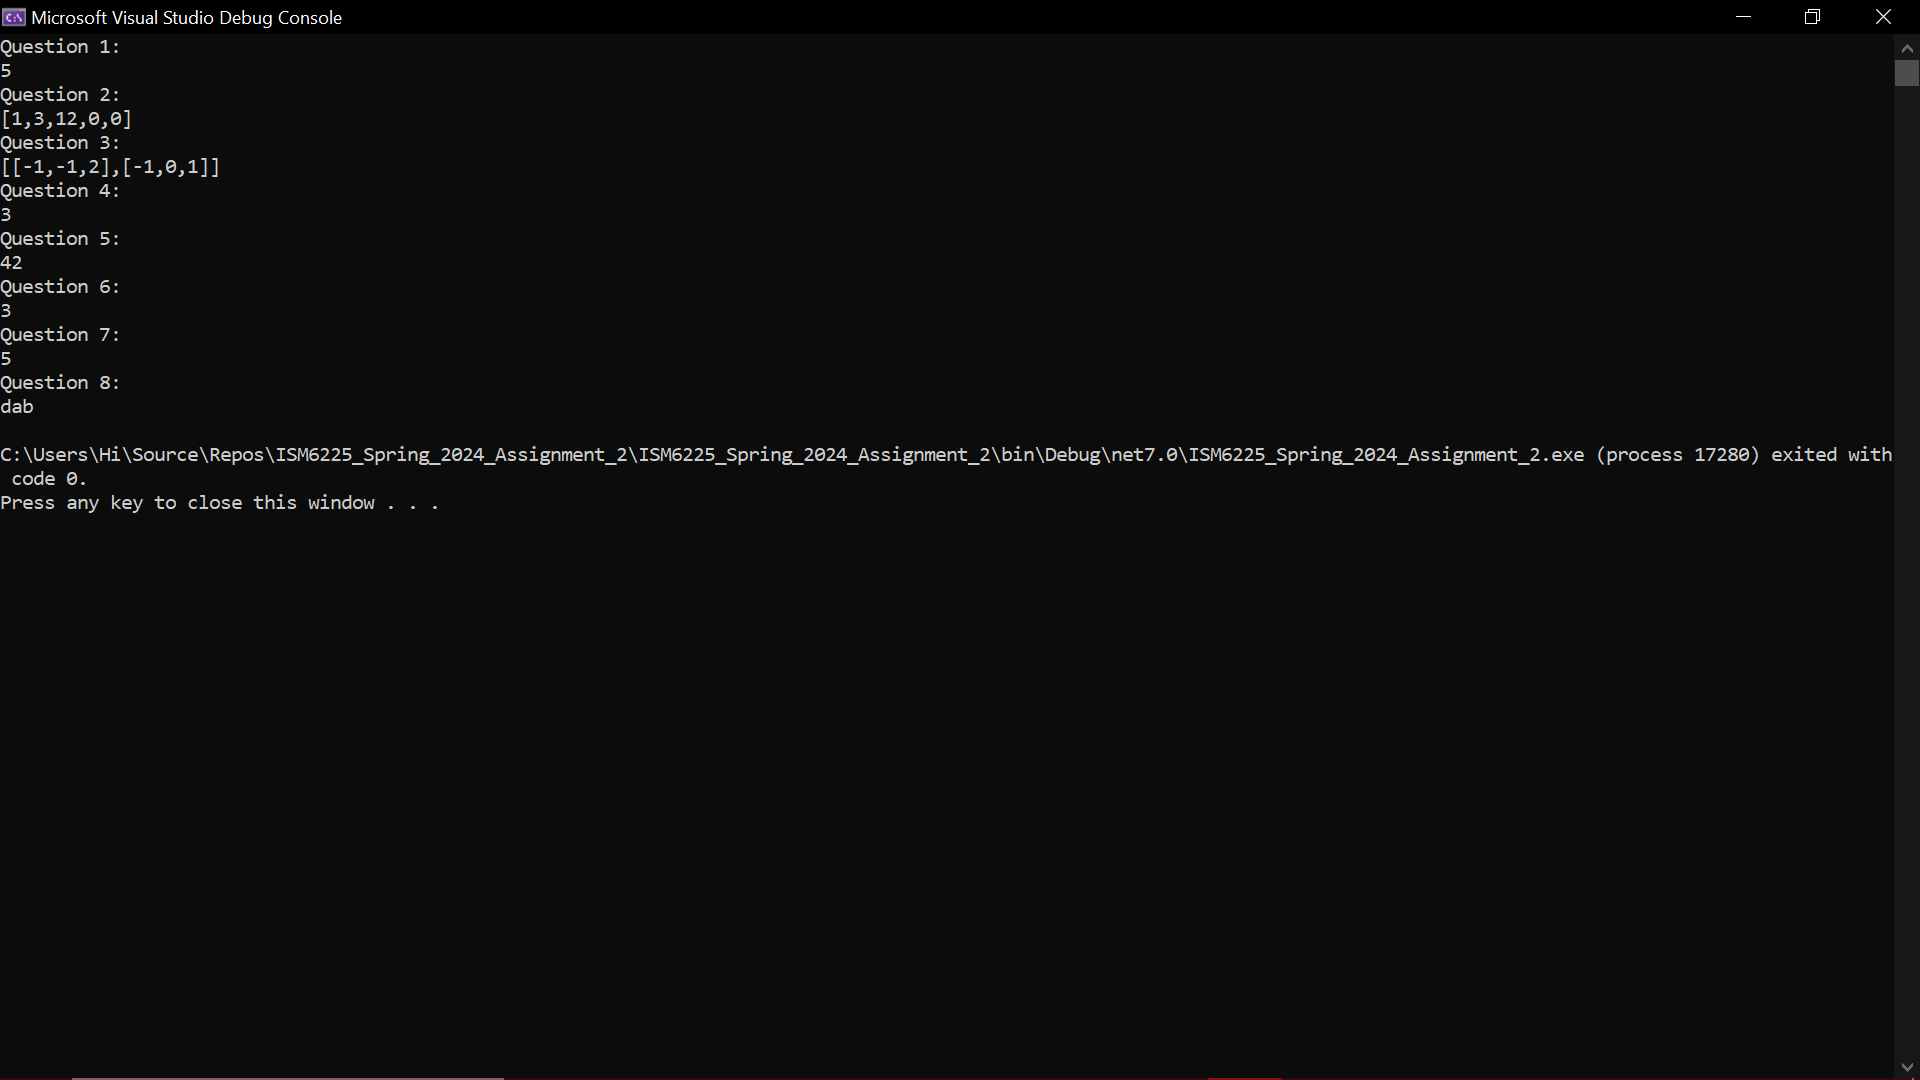 Microsoft Visual Studio Debug Console
Question 1:
5
Question 2:
[1,3,12,0,0]
Question 3:
[[-1,-1,2],[-1,0,1]]
Question 4:
3
Question 5:
42
Question 6:
3
Question 7:
5
Question 8:
dab
C:\Users\Hi\Source\Repos\ISM6225_Spring_2024_Assignment_2\ISM6225_Spring_2024_Assignment_2\bin\Debug\net7.0\ISM6225_Spring_2024_Assignment_2.exe (process 17280) exited with
code 0.
Press any key to close this window . . .